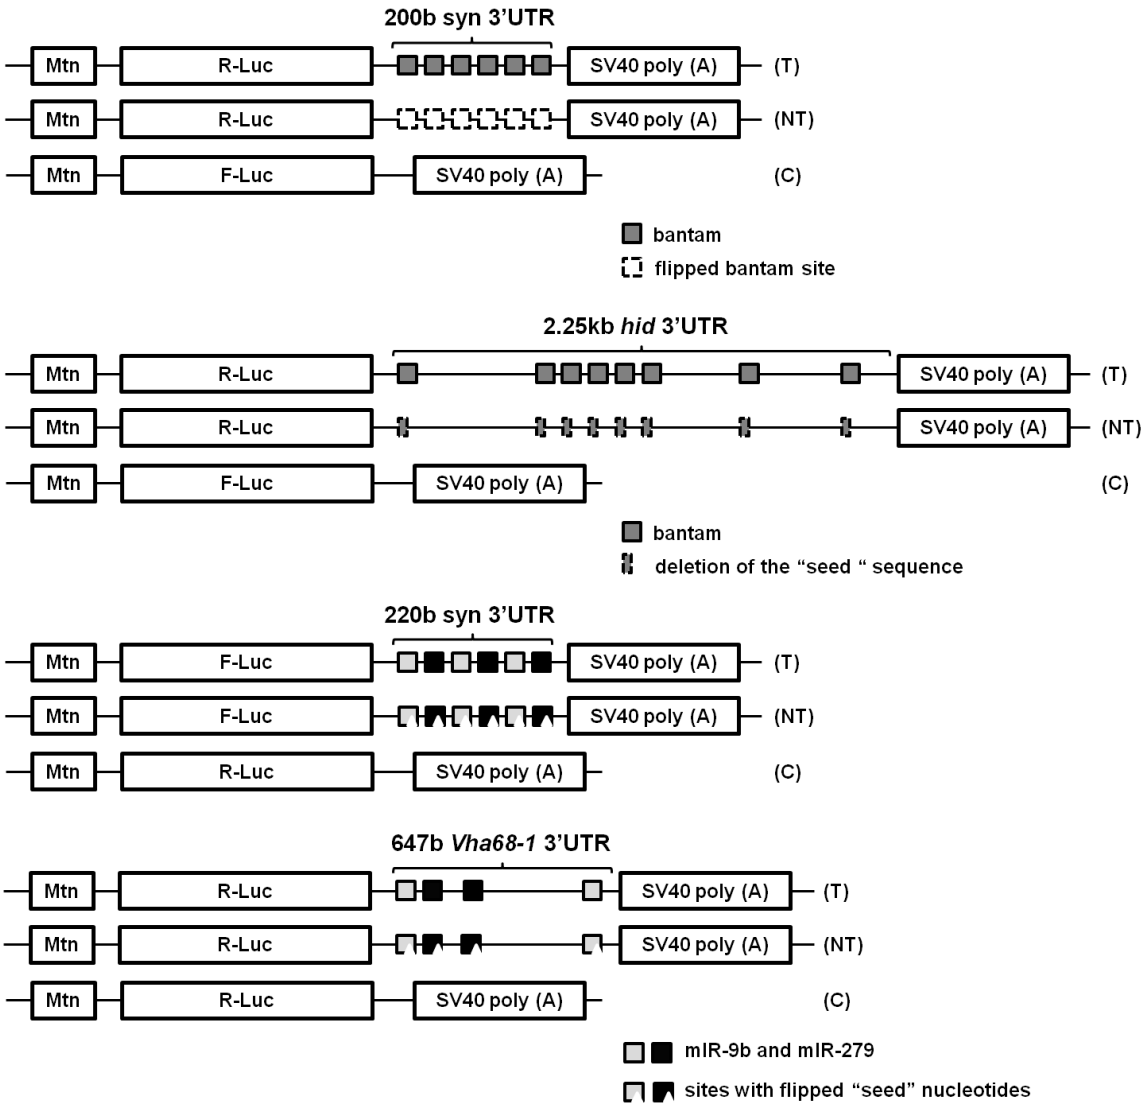 200b syn 3’UTR
Mtn R-Luc SV40 poly (A) (T)
Mtn R-Luc SV40 poly (A) (NT)
Mtn F-Luc SV40 poly (A) (C)
bantam
flipped bantam site
2.25kb hid 3’UTR
Mtn R-Luc SV40 poly (A) (T)
Mtn R-Luc SV40 poly (A) (NT)
Mtn F-Luc SV40 poly (A) (C)
bantam
deletion of the “seed “ sequence
220b syn 3’UTR
Mtn F-Luc SV40 poly (A) (T)
Mtn F-Luc SV40 poly (A) (NT)
Mtn R-Luc SV40 poly (A) (C)
647b Vha68-1 3’UTR
Mtn R-Luc SV40 poly (A) (T)
Mtn R-Luc SV40 poly (A) (NT)
Mtn R-Luc SV40 poly (A) (C)
mIR-9b and mIR-279
sites with flipped “seed” nucleotides